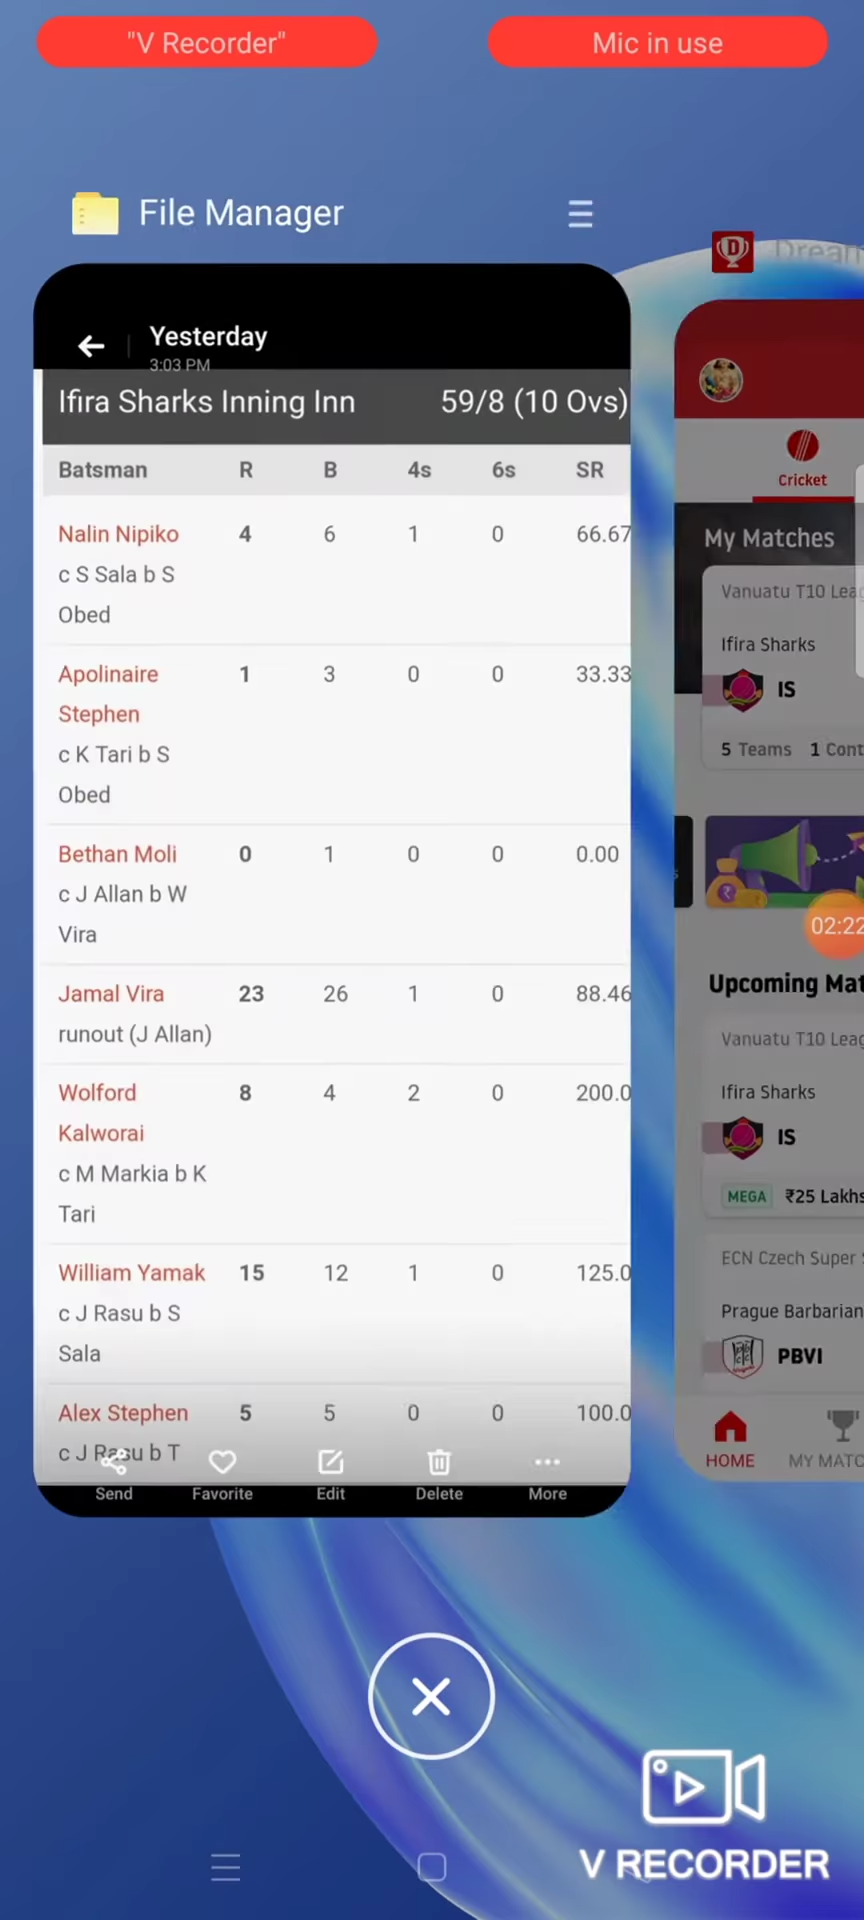 "V Recorder"
Mic in use
File Manager
Yesterday
3:03 PM
Ifira Sharks Inning Inn 59/8 (10 Ovs)
Batsman R B 4s 6s SR
Nalin Nipiko 4 6 1 0 66.67
c S Sala b S
Obed
Apolinaire 1 3 0 0 33.33
Stephen
c K Tari b S
Obed
Bethan Moli 0 1 0 0 0.00
c J Allan b W
Vira
Jamal Vira 23 26 1 0 88.46
runout (J Allan)
Wolford 8 4 2 0 200.0
Kalworai
c M Markia b K
Tari
William Yamak 15 12 1 0 125.0
c J Rasu b S
Sala
Alex Stephen 5 5 0 0 100.0
c J Rasu b T
Send Favorite Edit Delete More
D Dream
Cricket
My Matches
Vanuatu T10 Leag
Ifira Sharks
IS
5 Teams 1 Cont
02:22
Upcoming Mat
Vanuatu T10 Leag
Ifira Sharks
IS
MEGA ₹25 Lakhs
ECN Czech Super
Prague Barbarian
PBVI
HOME MY MATC
V RECORDER